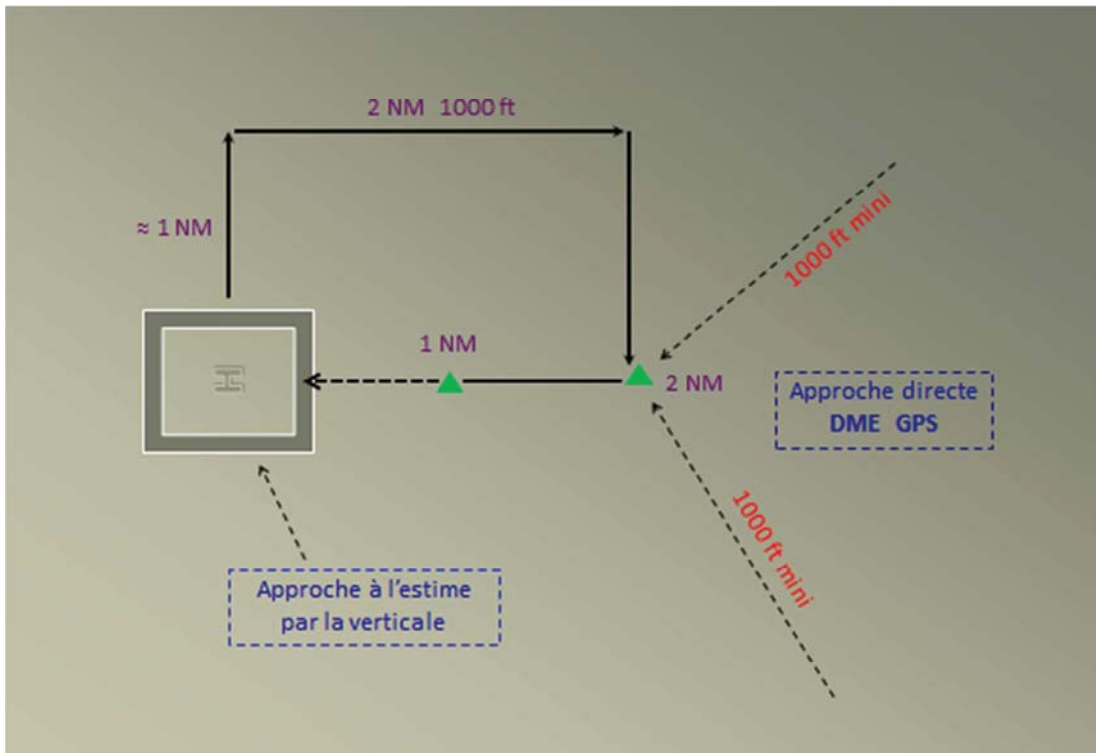 2 NM 1000 ft
≈ 1 NM
1000 ft mini
1 NM
H
2 NM
Approche directe
DME GPS
1000 ft mini
Approche à l'estime
par la verticale